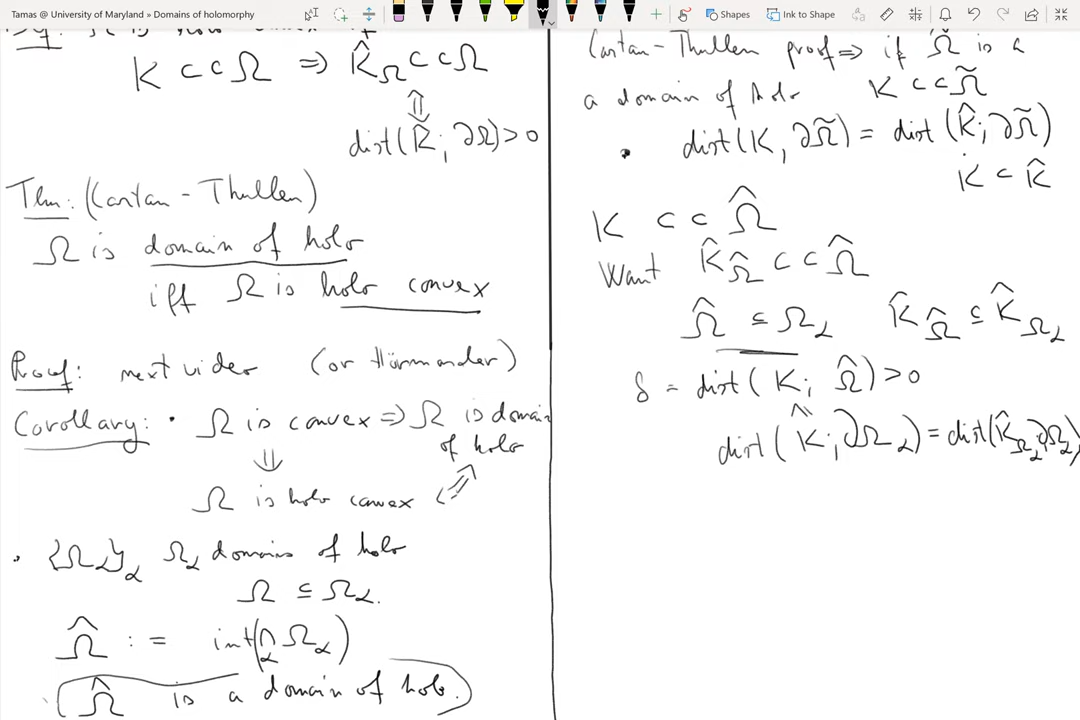 Tamas @ University of Maryland » Domains of holomorphy
Shapes
Ink to Shape
K ⊂⊂ Ω ⇒ K̂_Ω ⊂⊂ Ω
⇕
dist(K̂; ∂Ω) > 0
Thm: (Cartan - Thullen)
Ω is domain of holo
iff Ω is holo convex
Proof: next video (or Hörmander)
Corollary: • Ω is convex ⇒ Ω is domain
of holo
⇓
Ω is holo convex
• {Ω_α}_α Ω_α domains of holo
Ω ⊆ Ω_α.
Ω̂ := int(∩_α Ω_α)
Ω̂ is a domain of holo.
Cartan - Thullen proof ⇒ if Ω̃ is a
a domain of holo K ⊂⊂ Ω̃
• dist(K, ∂Ω̃) = dist(K̂; ∂Ω̃)
K ⊂ K̂
K ⊂⊂ Ω̂
Want K̂_Ω̂ ⊂⊂ Ω̂
Ω̂ ⊆ Ω_α K̂_Ω̂ ⊆ K̂_Ω_α
δ = dist(K; Ω̂) > 0
dist(K; ∂Ω_α) = dist(K̂_Ω_α; ∂Ω_α)